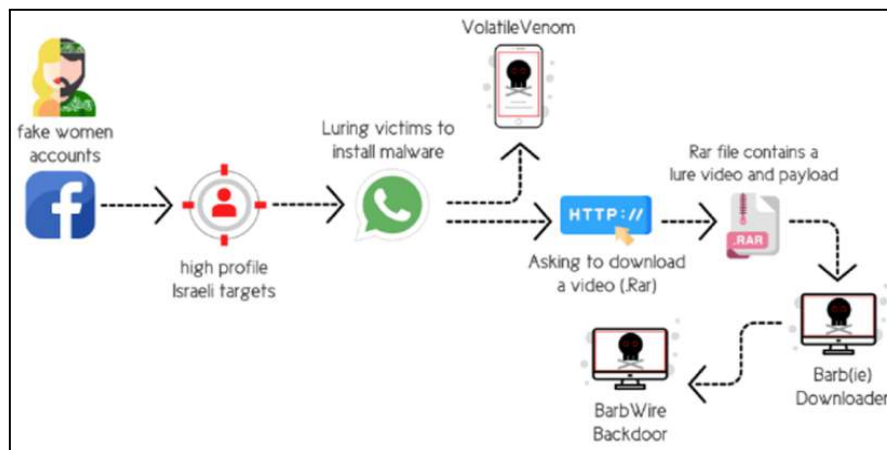 VolatileVenom
fake women
accounts
Luring victims to
install malware
high profile
Israeli targets
HTTP://
Asking to download
a video (.Rar)
Rar file contains a
lure video and payload
.RAR
Barb(ie)
Downloader
BarbWire
Backdoor